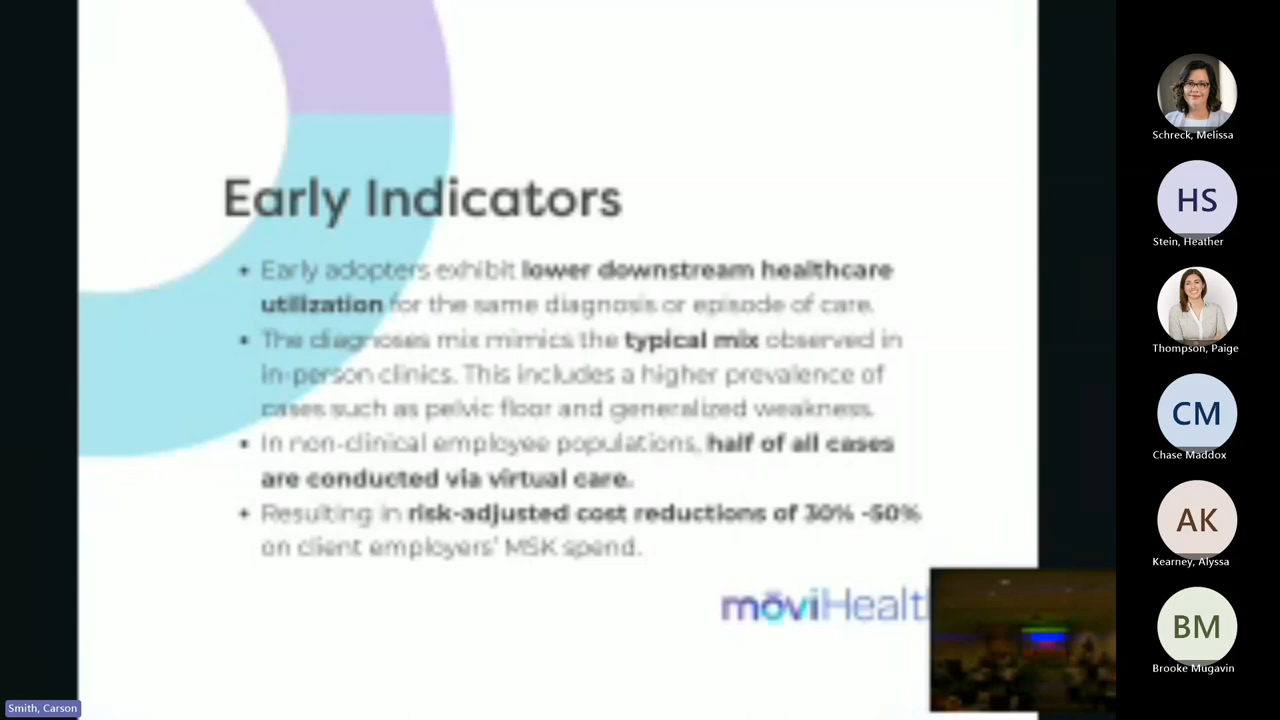 Early Indicators
• Early adopters exhibit lower downstream healthcare
utilization for the same diagnosis or episode of care.
• The diagnoses mix mimics the typical mix observed in
in-person clinics. This includes a higher prevalence of
cases such as pelvic floor and generalized weakness.
• In non-clinical employee populations, half of all cases
are conducted via virtual care.
• Resulting in risk-adjusted cost reductions of 30% -50%
on client employers' MSK spend.
mōviHealt
Schreck, Melissa
HS
Stein, Heather
Thompson, Paige
CM
Chase Maddox
AK
Kearney, Alyssa
BM
Brooke Mugavin
Smith, Carson